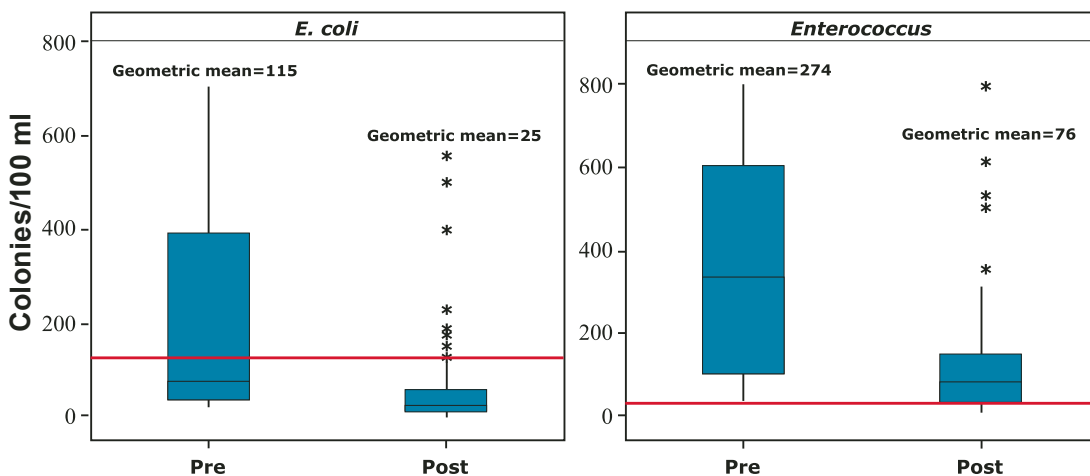 E. coli
Enterococcus
Colonies/100 ml
800
600
400
200
0
Geometric mean=115
Geometric mean=25
Pre
Post
800
600
400
200
0
Geometric mean=274
Geometric mean=76
Pre
Post